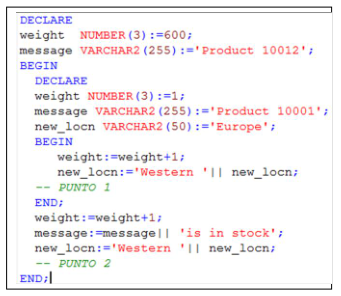 DECLARE
weight NUMBER(3):=600;
message VARCHAR2(255):='Product 10012';
BEGIN
DECLARE
weight NUMBER(3):=1;
message VARCHAR2(255):='Product 10001';
new_locn VARCHAR2(50):='Europe';
BEGIN
weight:=weight+1;
new_locn:='Western '|| new_locn;
-- PUNTO 1
END;
weight:=weight+1;
message:=message|| 'is in stock';
new_locn:='Western '|| new_locn;
-- PUNTO 2
END;